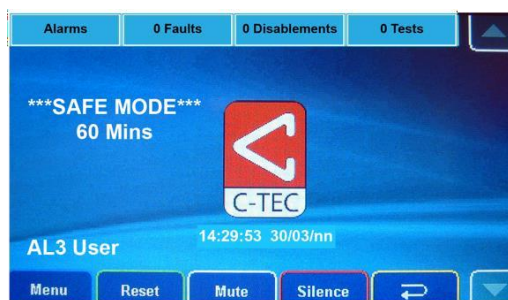 Alarms 0 Faults 0 Disablements 0 Tests
***SAFE MODE***
60 Mins
C-TEC
14:29:53 30/03/nn
AL3 User
Menu Reset Mute Silence